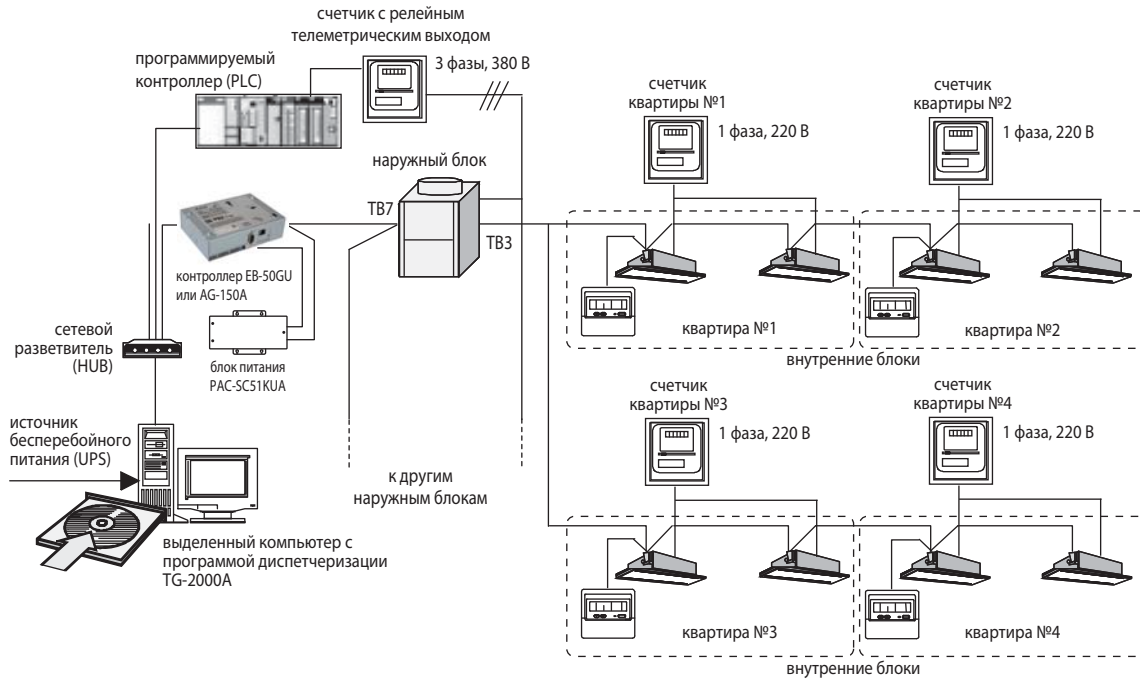 счетчик с релейным
телеметрическим выходом
программируемый
контроллер (PLC)
3 фазы, 380 В
счетчик
квартиры №1
1 фаза, 220 В
счетчик
квартиры №2
1 фаза, 220 В
наружный блок
TB7
TB3
контроллер EB-50GU
или AG-150A
сетевой
разветвитель
(HUB)
блок питания
PAC-SC51KUA
квартира №1
квартира №2
внутренние блоки
источник
бесперебойного
питания (UPS)
счетчик
квартиры №3
1 фаза, 220 В
счетчик
квартиры №4
1 фаза, 220 В
к другим
наружным блокам
выделенный компьютер с
программой диспетчеризации
TG-2000A
квартира №3
квартира №4
внутренние блоки